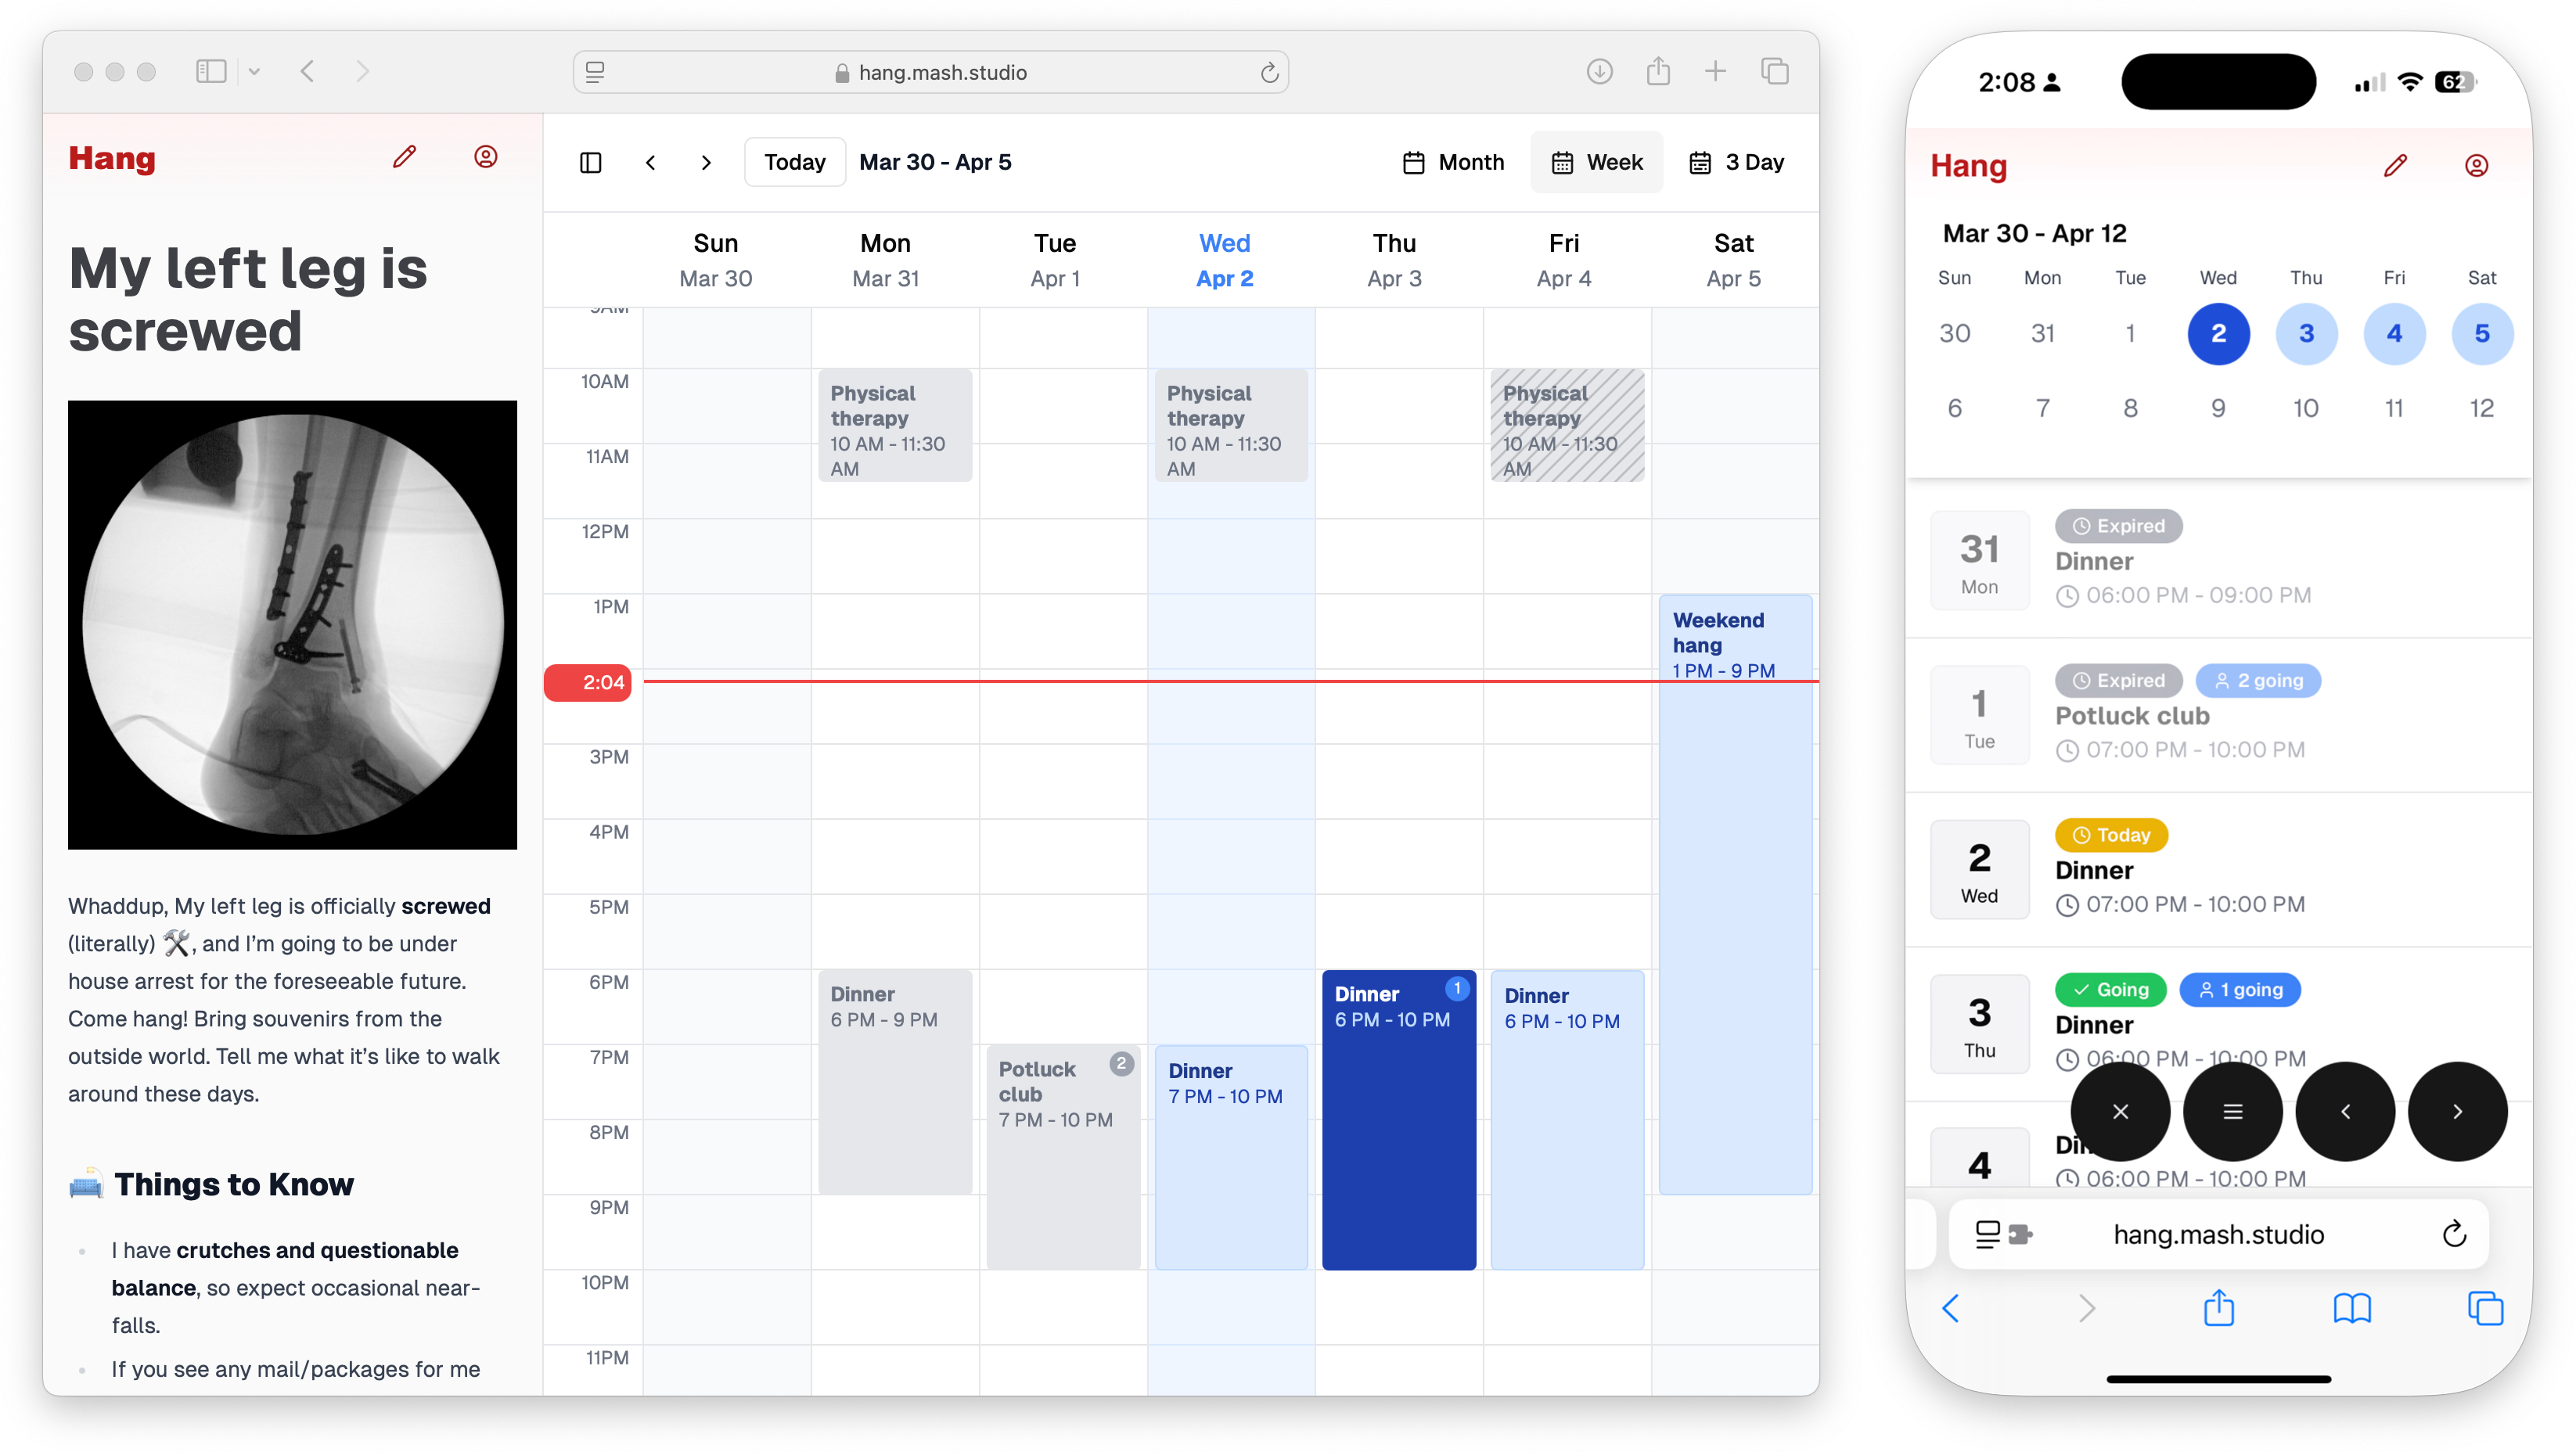 hang.mash.studio
Hang
My left leg is
screwed
Whaddup, My left leg is officially screwed
(literally) 🛠️, and I'm going to be under
house arrest for the foreseeable future.
Come hang! Bring souvenirs from the
outside world. Tell me what it's like to walk
around these days.
🛋️ Things to Know
I have crutches and questionable
balance, so expect occasional near-
falls.
If you see any mail/packages for me
Today
Mar 30 - Apr 5
Month
Week
3 Day
Sun
Mar 30
Mon
Mar 31
Tue
Apr 1
Wed
Apr 2
Thu
Apr 3
Fri
Apr 4
Sat
Apr 5
9AM
10AM
11AM
12PM
1PM
2:04
3PM
4PM
5PM
6PM
7PM
8PM
9PM
10PM
11PM
Physical
therapy
10 AM - 11:30
AM
Dinner
6 PM - 9 PM
Potluck
club
7 PM - 10 PM
2
Physical
therapy
10 AM - 11:30
AM
Dinner
7 PM - 10 PM
Dinner
6 PM - 10 PM
1
Physical
therapy
10 AM - 11:30
AM
Dinner
6 PM - 10 PM
Weekend
hang
1 PM - 9 PM
2:08
62
Hang
Mar 30 - Apr 12
Sun Mon Tue Wed Thu Fri Sat
30 31 1 2 3 4 5
6 7 8 9 10 11 12
31
Mon
Expired
Dinner
06:00 PM - 09:00 PM
1
Tue
Expired
2 going
Potluck club
07:00 PM - 10:00 PM
2
Wed
Today
Dinner
07:00 PM - 10:00 PM
3
Thu
Going
1 going
Dinner
06:00 PM - 10:00 PM
4
06:00 PM - 10:00 PM
hang.mash.studio